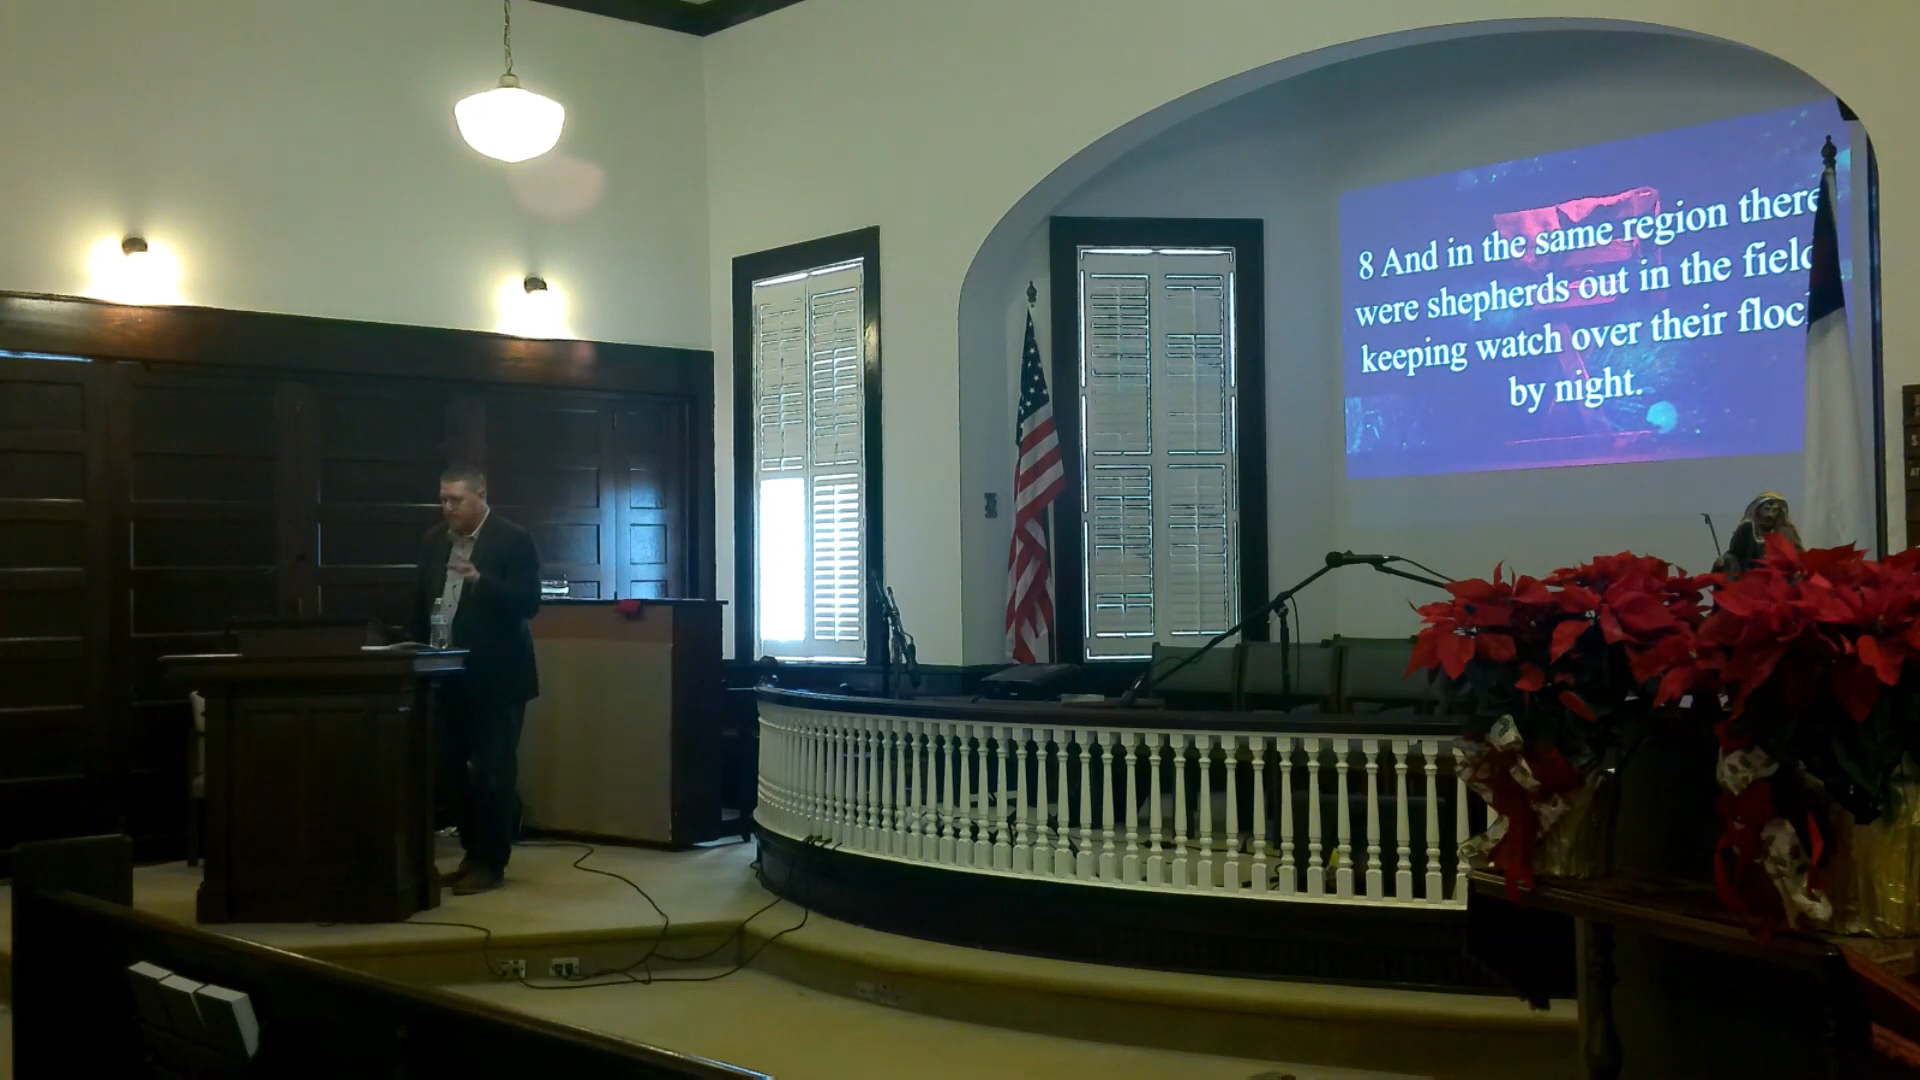 8 And in the same region there
were shepherds out in the field
keeping watch over their
by night.